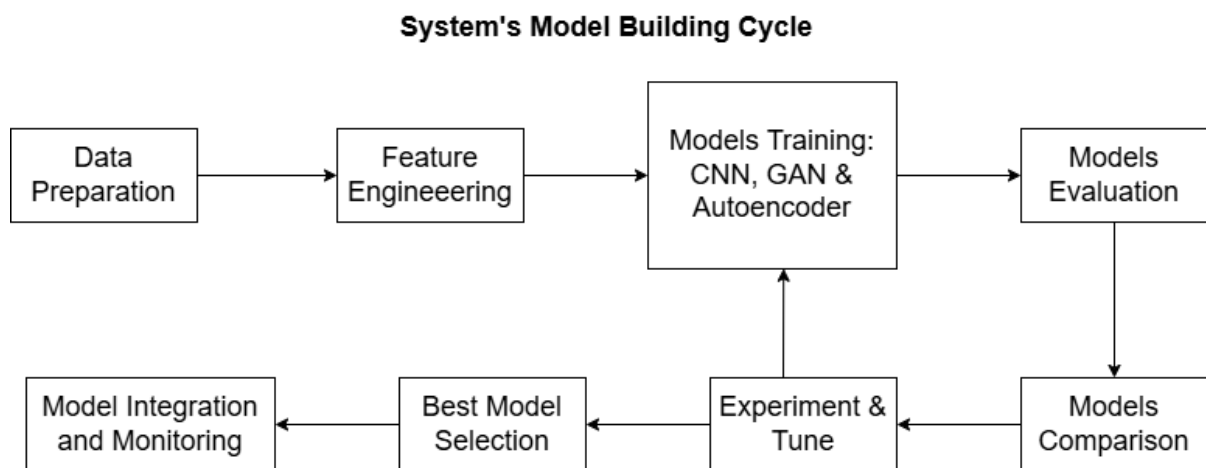 System's Model Building Cycle
Data
Preparation
Feature
Engineeering
Models Training:
CNN, GAN &
Autoencoder
Models
Evaluation
Model Integration
and Monitoring
Best Model
Selection
Experiment &
Tune
Models
Comparison